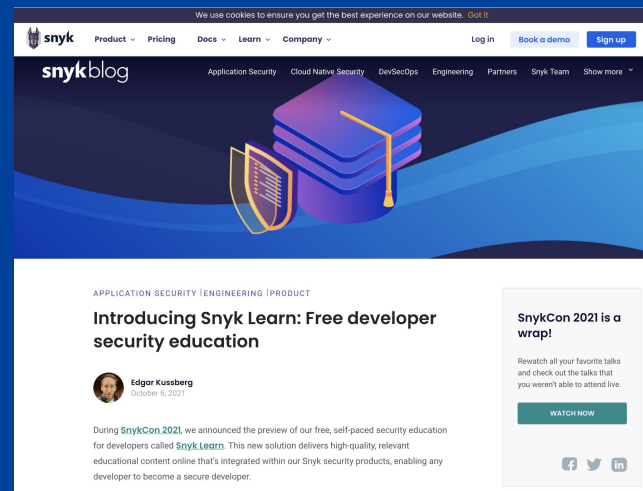 We use cookies to ensure you get the best experience on our website. Got it
snyk Product Pricing Docs Learn Company Log in Book a demo Sign up
snykblog Application Security Cloud Native Security DevSecOps Engineering Partners Snyk Team Show more
APPLICATION SECURITY | ENGINEERING | PRODUCT
Introducing Snyk Learn: Free developer
security education
Edgar Kussberg
October 6, 2021
During SnykCon 2021, we announced the preview of our free, self-paced security education
for developers called Snyk Learn. This new solution delivers high-quality, relevant
educational content online that's integrated within our Snyk security products, enabling any
developer to become a secure developer.
SnykCon 2021 is a
wrap!
Rewatch all your favorite talks
and check out the talks that
you weren't able to attend live.
WATCH NOW